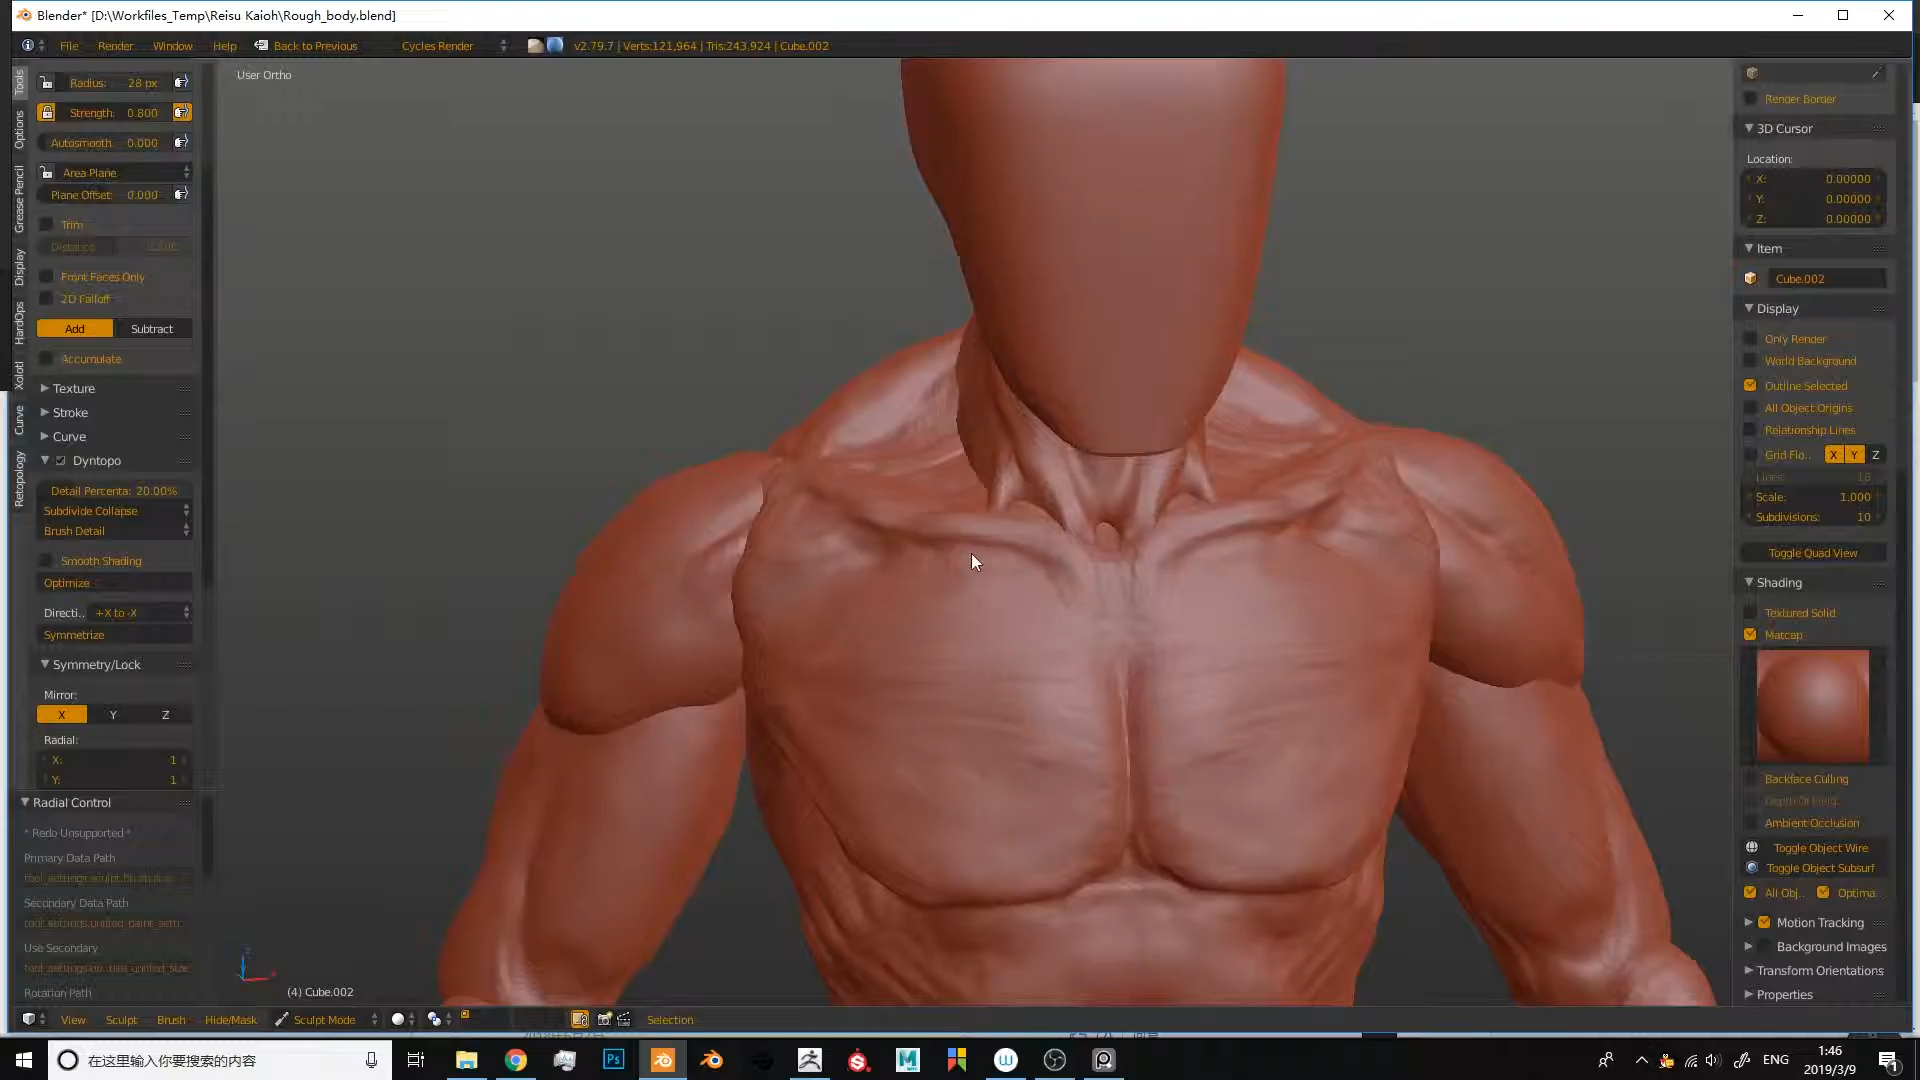 Blender* [D:\Workfiles_Temp\Reisu Kaioh\Rough_body.blend]
File Render Window Help Back to Previous Cycles Render v2.79.7 | Verts:121,964 | Tris:243,924 | Cube.002
User Ortho
Tools
Options
Grease Pencil
Display
HardOps
Xolotl
Curve
Retopology
Radius: 28 px
Strength: 0.800
Autosmooth: 0.000
Area Plane
Plane Offset: 0.000
Trim
Distance
Front Faces Only
2D Falloff
Add Subtract
Accumulate
Texture
Stroke
Curve
Dyntopo
Detail Percenta: 20.00%
Subdivide Collapse
Brush Detail
Smooth Shading
Optimize
Directi.. +X to -X
Symmetrize
Symmetry/Lock
Mirror:
X Y Z
Radial:
X: 1
Y: 1
Radial Control
* Redo Unsupported *
Primary Data Path
Secondary Data Path
Use Secondary
Rotation Path
(4) Cube.002
Render Border
3D Cursor
Location:
X: 0.00000
Y: 0.00000
Z: 0.00000
Item
Cube.002
Display
Only Render
World Background
Outline Selected
All Object Origins
Relationship Lines
Grid Flo.. X Y Z
Lines: 16
Scale: 1.000
Subdivisions: 10
Toggle Quad View
Shading
Textured Solid
Matcap
Backface Culling
Ambient Occlusion
Toggle Object Wire
Toggle Object Subsurf
All Obj.. Optima..
Motion Tracking
Background Images
Transform Orientations
Properties
View Sculpt Brush Hide/Mask Sculpt Mode Selection
在这里输入你要搜索的内容
Ps
ENG
1:46
2019/3/9
1